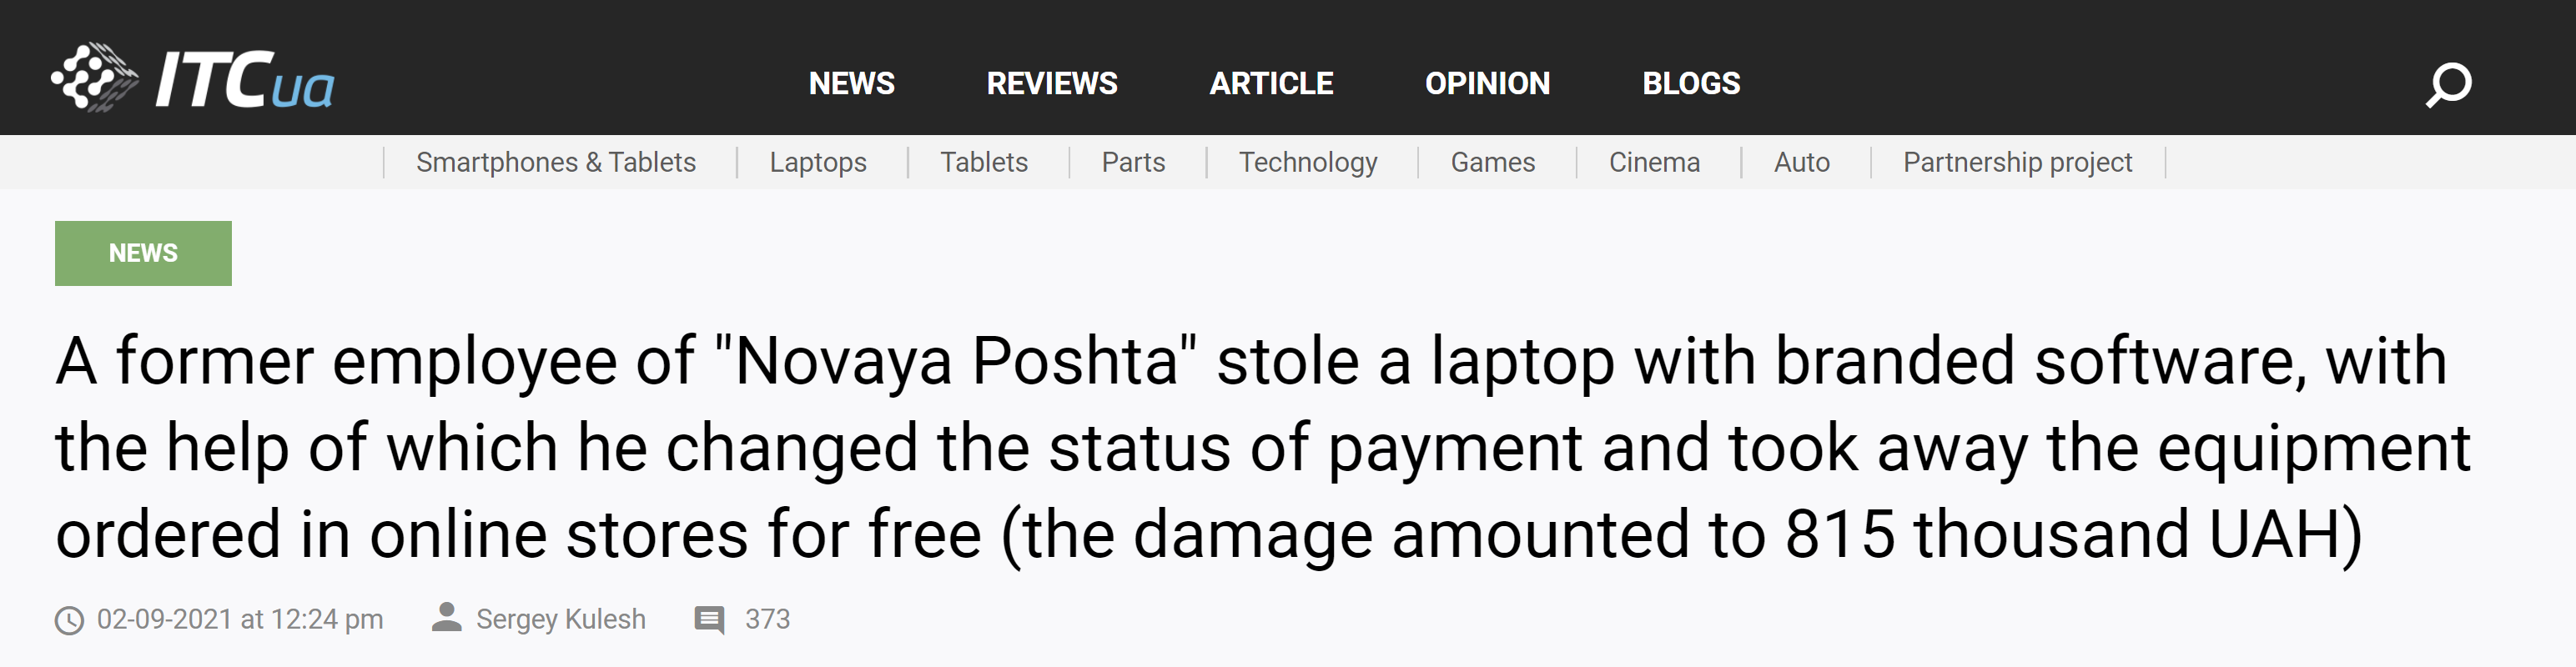 ITCua
NEWS REVIEWS ARTICLE OPINION BLOGS
Smartphones & Tablets Laptops Tablets Parts Technology Games Cinema Auto Partnership project
NEWS
A former employee of "Novaya Poshta" stole a laptop with branded software, with
the help of which he changed the status of payment and took away the equipment
ordered in online stores for free (the damage amounted to 815 thousand UAH)
02-09-2021 at 12:24 pm Sergey Kulesh 373